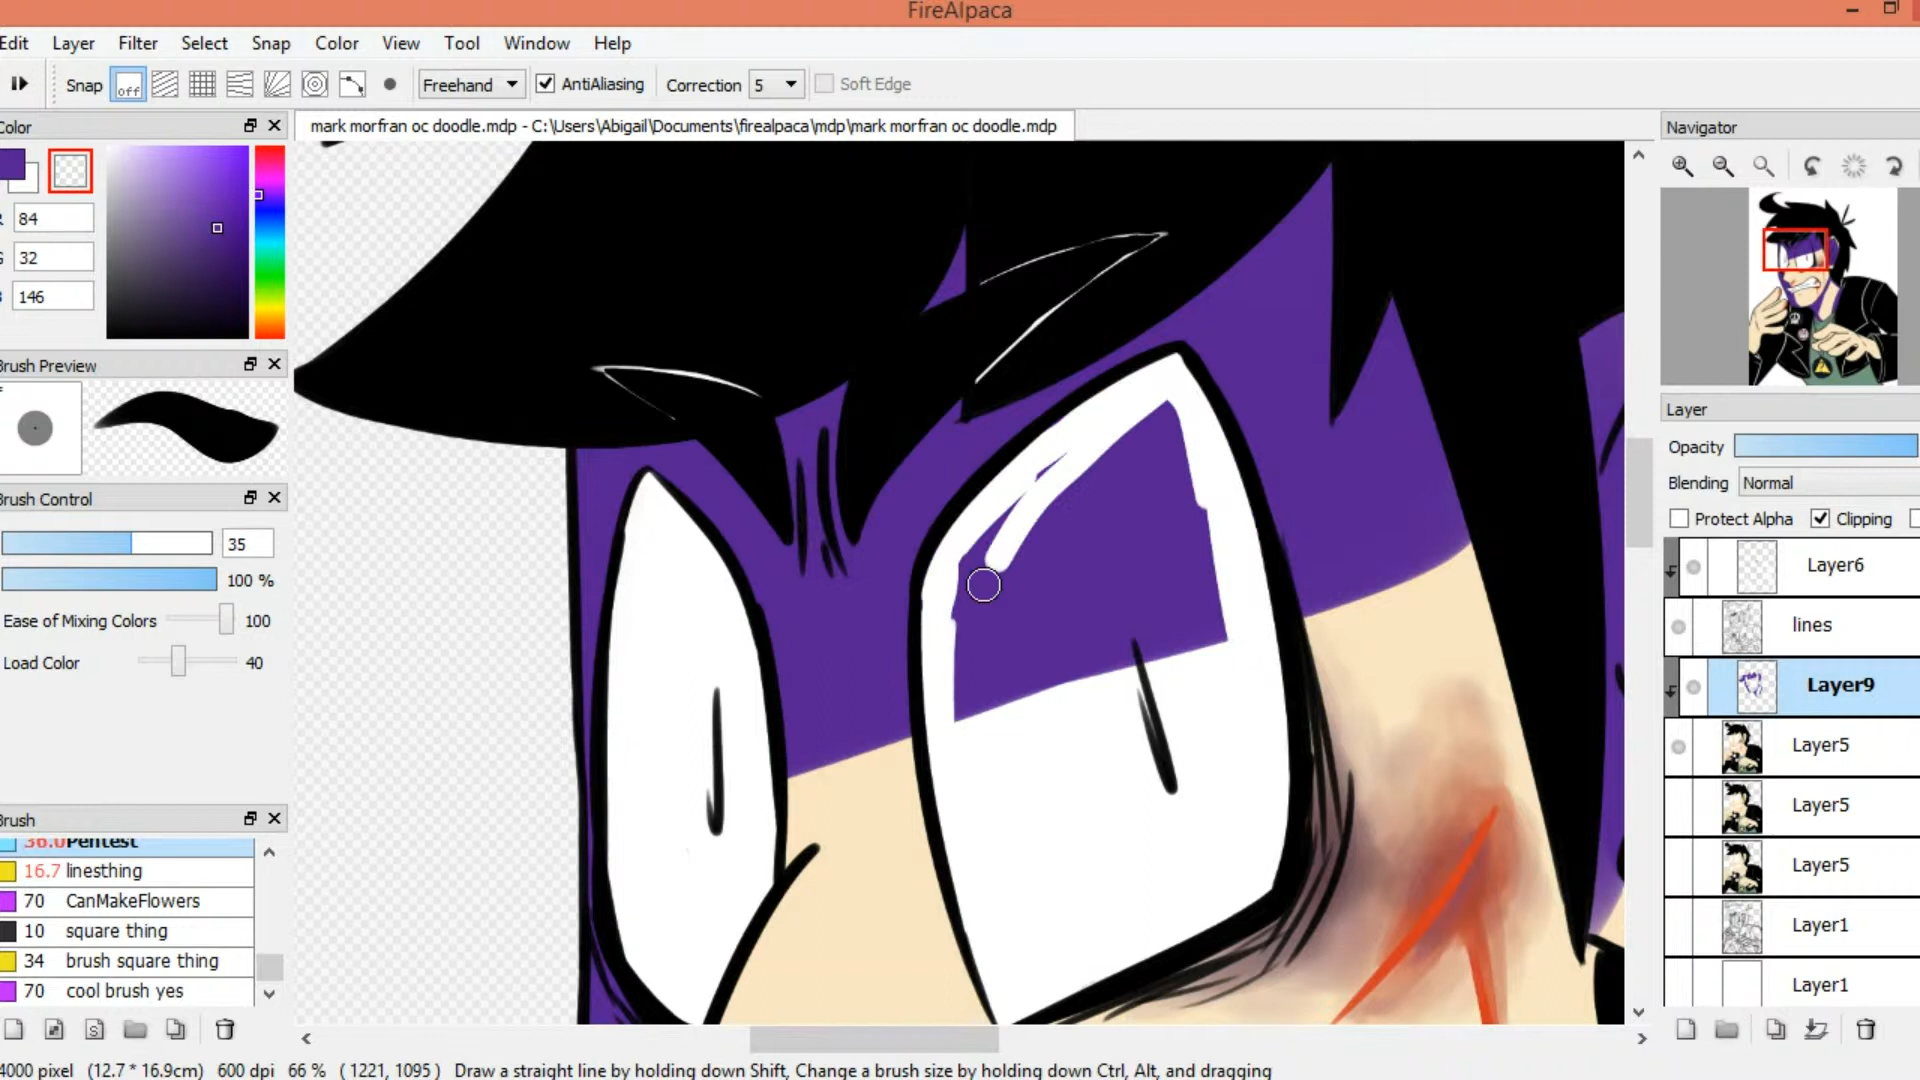 FireAlpaca
Edit Layer Filter Select Snap Color View Tool Window Help
Snap off Freehand AntiAliasing Correction 5 Soft Edge
Color
mark morfran oc doodle.mdp - C:\Users\Abigail\Documents\firealpaca\mdp\mark morfran oc doodle.mdp
Navigator
84
32
146
Brush Preview
Layer
Opacity
Blending Normal
Brush Control
Protect Alpha Clipping
35
100 %
Layer6
Ease of Mixing Colors 100
lines
Load Color 40
Layer9
Layer5
Layer5
Brush
36.0 Pentest
Layer5
16.7 linesthing
70 CanMakeFlowers
10 square thing
Layer1
34 brush square thing
70 cool brush yes
Layer1
4000 pixel (12.7 * 16.9cm) 600 dpi 66 % ( 1221, 1095 ) Draw a straight line by holding down Shift, Change a brush size by holding down Ctrl, Alt, and dragging